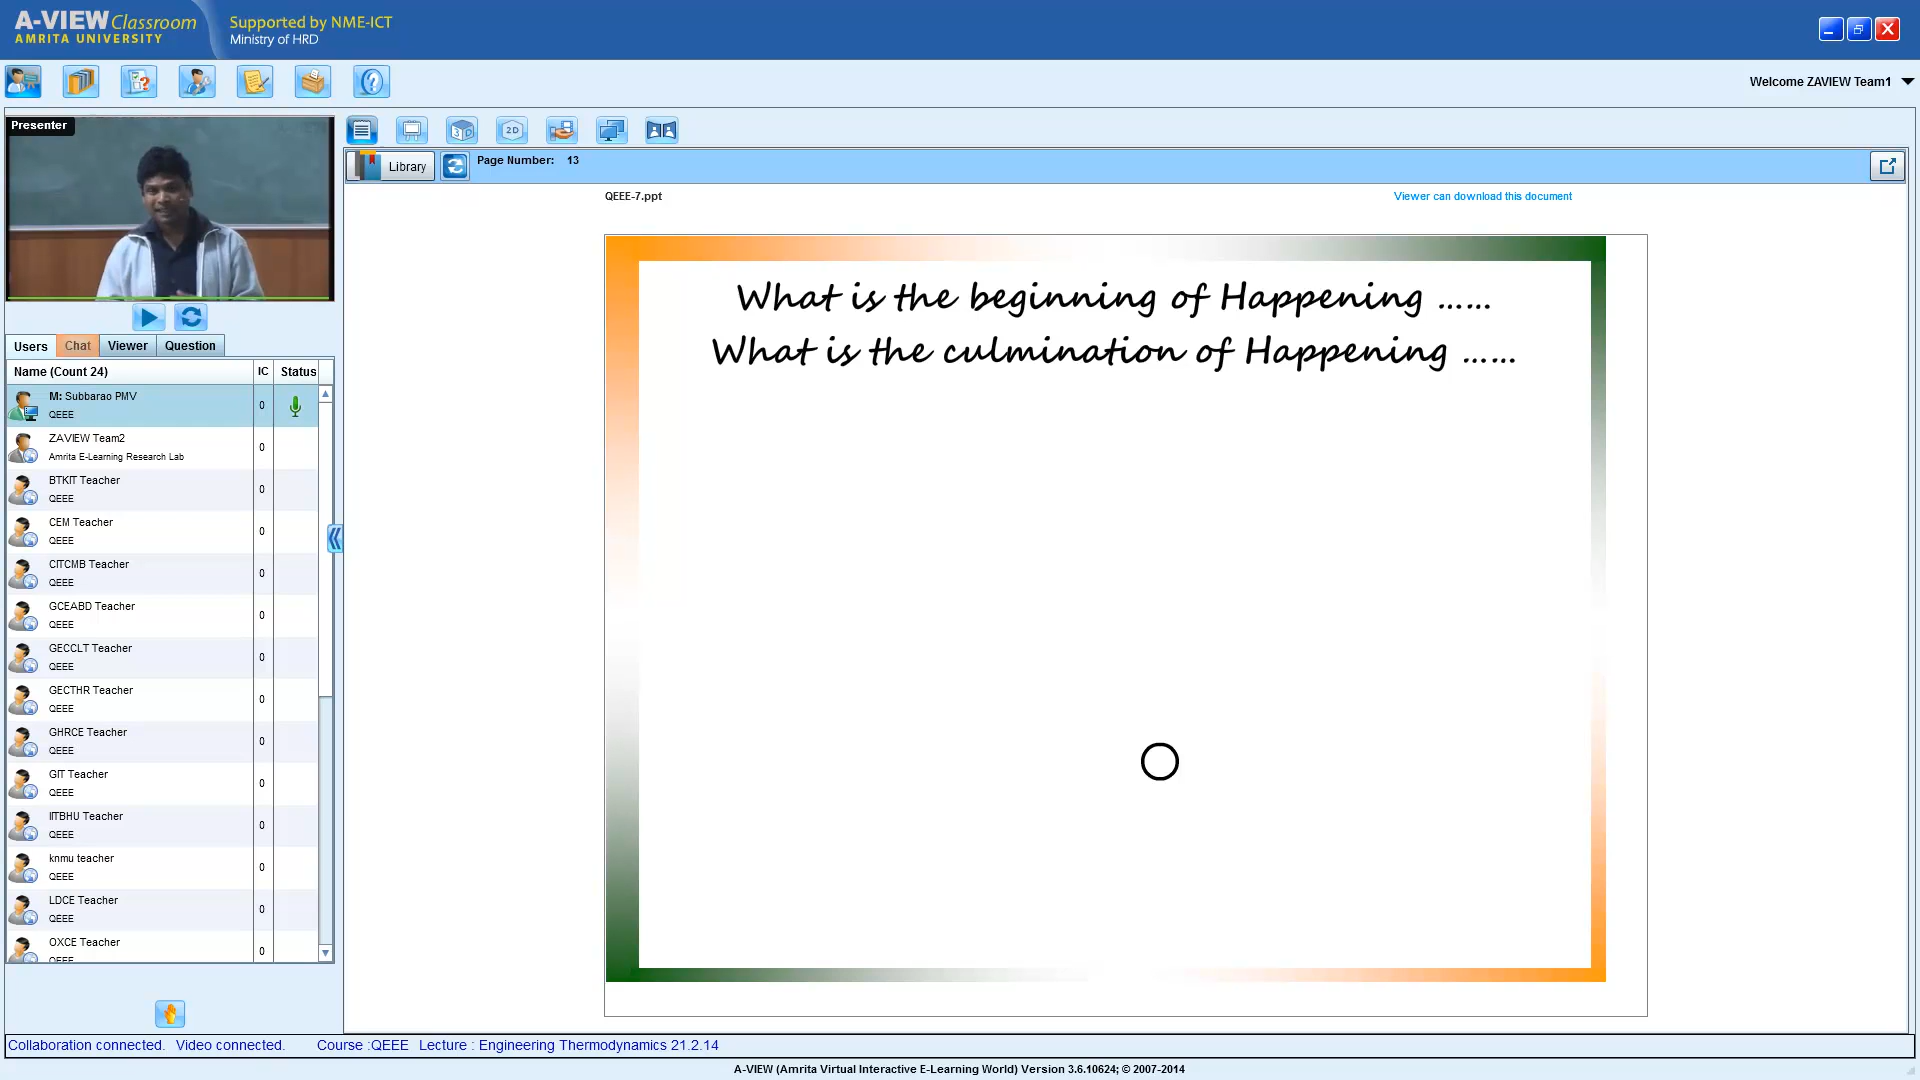 A-VIEW Classroom
AMRITA UNIVERSITY
Supported by NME-ICT
Ministry of HRD
Welcome ZAVIEW Team1
Presenter
3D
2D
Library
Page Number: 13
QEEE-7.ppt
Viewer can download this document
What is the beginning of Happening ......
What is the culmination of Happening ......
Users Chat Viewer Question
Name (Count 24) IC Status
M: Subbarao PMV
QEEE
0
ZAVIEW Team2
Amrita E-Learning Research Lab
0
BTKIT Teacher
QEEE
0
CEM Teacher
QEEE
0
CITCMB Teacher
QEEE
0
GCEABD Teacher
QEEE
0
GECCLT Teacher
QEEE
0
GECTHR Teacher
QEEE
0
GHRCE Teacher
QEEE
0
GIT Teacher
QEEE
0
IITBHU Teacher
QEEE
0
knmu teacher
QEEE
0
LDCE Teacher
QEEE
0
OXCE Teacher
QEEE
0
Collaboration connected. Video connected. Course :QEEE Lecture : Engineering Thermodynamics 21.2.14
A-VIEW (Amrita Virtual Interactive E-Learning World) Version 3.6.10624; © 2007-2014